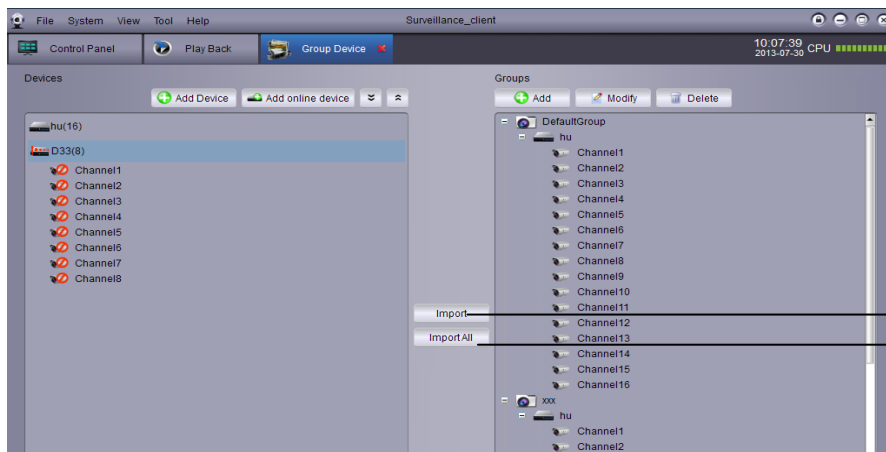 File System View Tool Help Surveillance_client
Control Panel Play Back Group Device 10:07:39 CPU
2013-07-30
Devices Groups
Add Device Add online device Add Modify Delete
hu(16)
D33(8)
Channel1
Channel2
Channel3
Channel4
Channel5
Channel6
Channel7
Channel8
Import
Import All
DefaultGroup
hu
Channel1
Channel2
Channel3
Channel4
Channel5
Channel6
Channel7
Channel8
Channel9
Channel10
Channel11
Channel12
Channel13
Channel14
Channel15
Channel16
xxx
hu
Channel1
Channel2